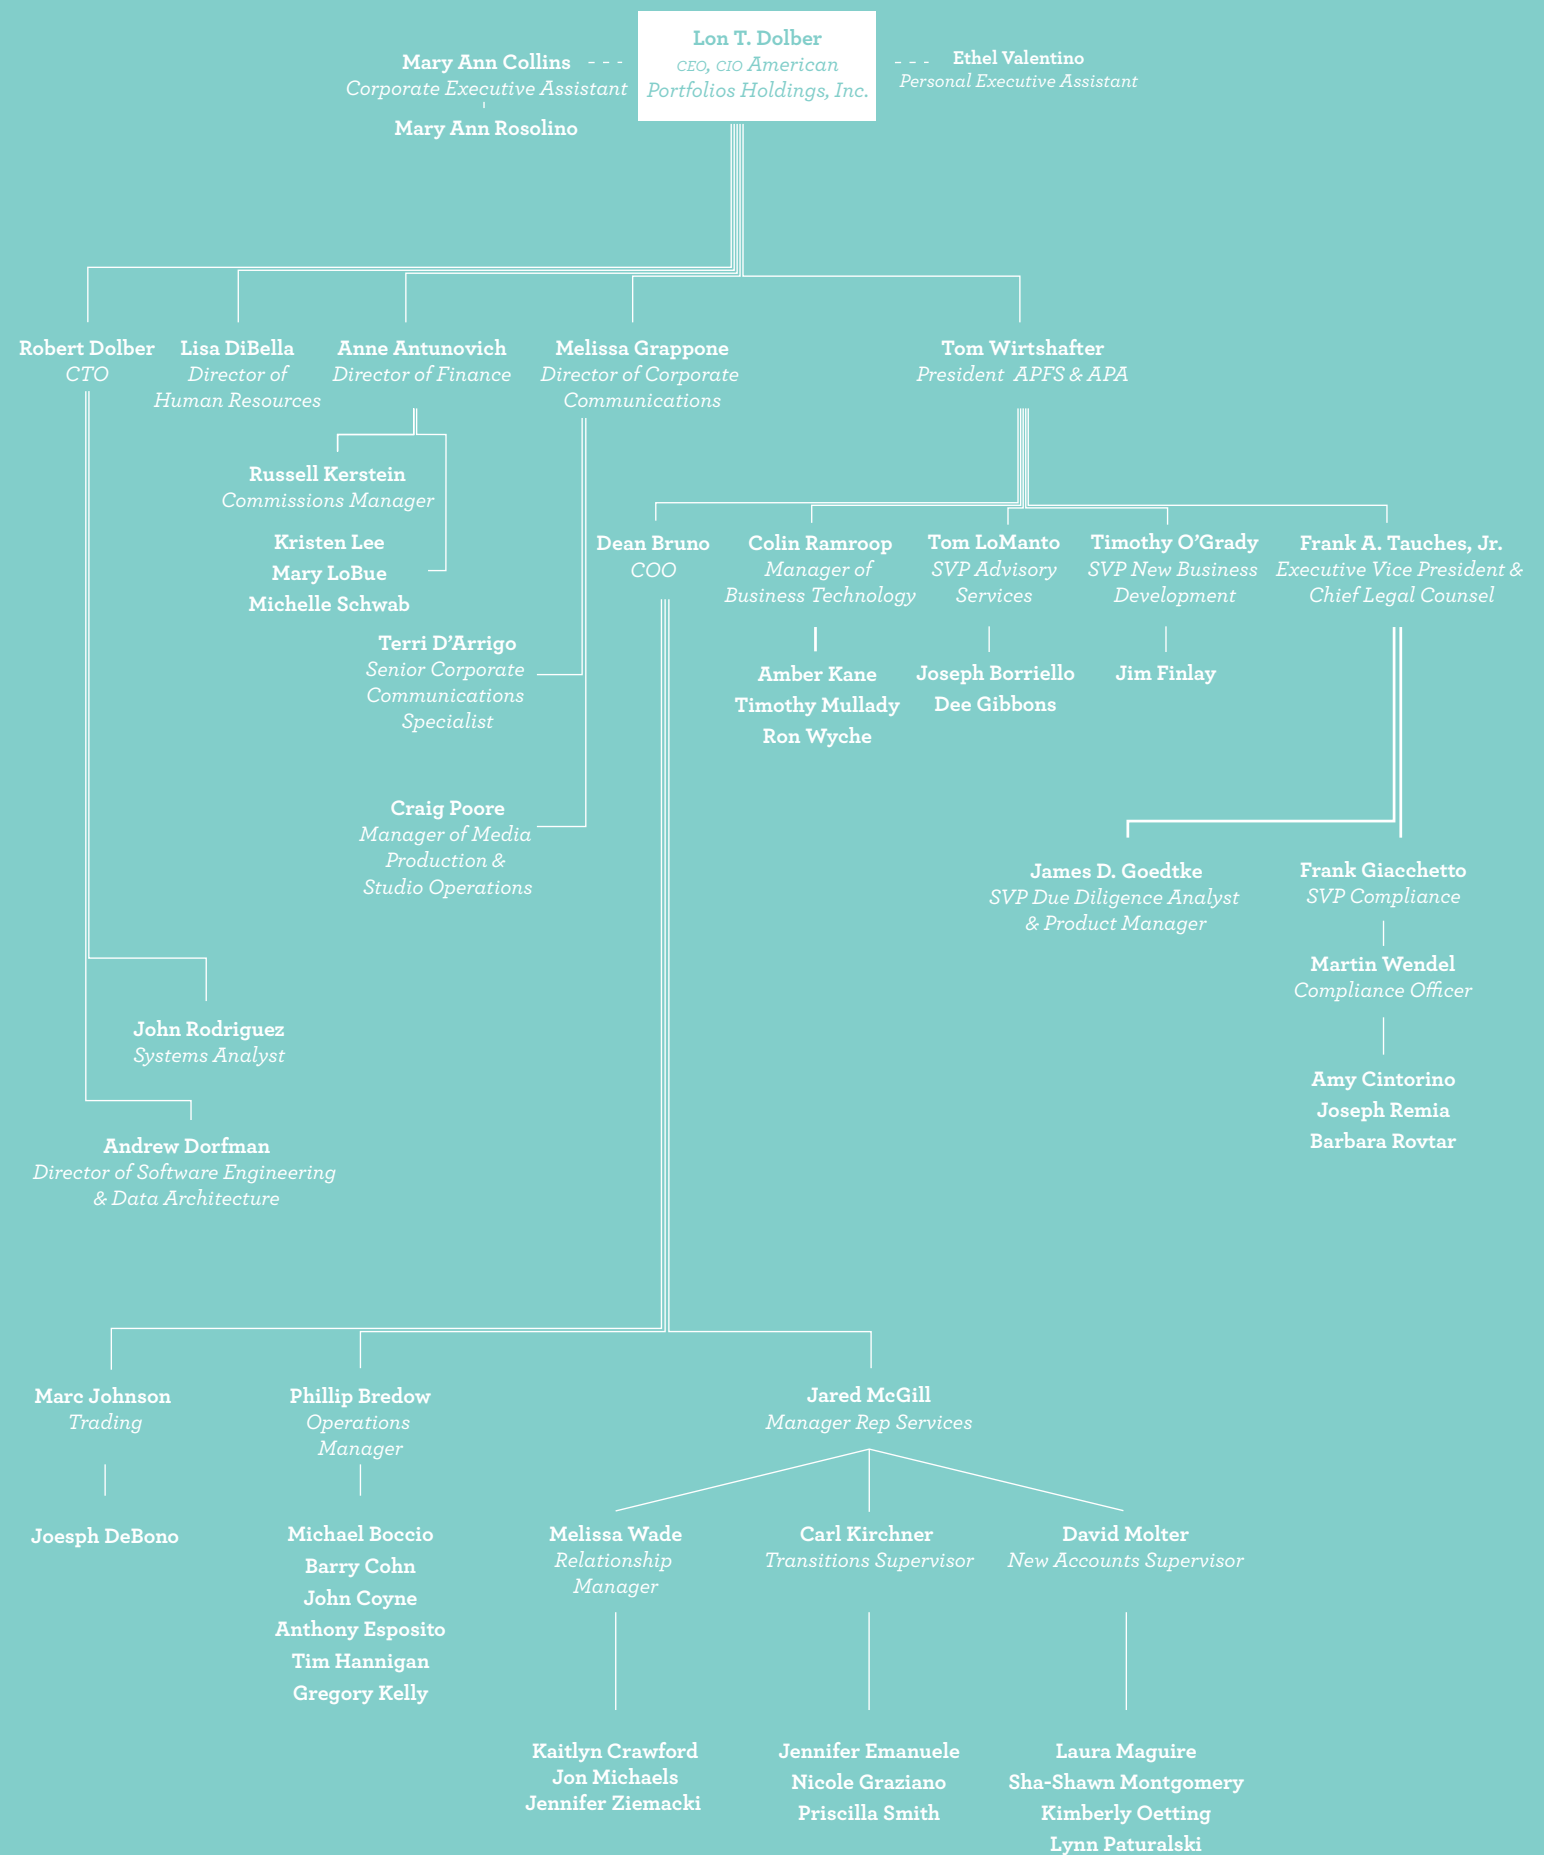 Lon T. Dolber
CEO, CIO American
Portfolios Holdings, Inc.
Mary Ann Collins
Corporate Executive Assistant
Mary Ann Rosolino
Ethel Valentino
Personal Executive Assistant
Robert Dolber
CTO
Lisa DiBella
Director of
Human Resources
Anne Antunovich
Director of Finance
Melissa Grappone
Director of Corporate
Communications
Tom Wirtshafter
President APFS & APA
Russell Kerstein
Commissions Manager
Kristen Lee
Mary LoBue
Michelle Schwab
Dean Bruno
COO
Colin Ramroop
Manager of
Business Technology
Tom LoManto
SVP Advisory
Services
Timothy O’Grady
SVP New Business
Development
Frank A. Tauches, Jr.
Executive Vice President &
Chief Legal Counsel
Terri D’Arrigo
Senior Corporate
Communications
Specialist
Amber Kane
Timothy Mullady
Ron Wyche
Joseph Borriello
Dee Gibbons
Jim Finlay
Craig Poore
Manager of Media
Production &
Studio Operations
James D. Goedtke
SVP Due Diligence Analyst
& Product Manager
Frank Giacchetto
SVP Compliance
Martin Wendel
Compliance Officer
Amy Cintorino
Joseph Remia
Barbara Rovtar
John Rodriguez
Systems Analyst
Andrew Dorfman
Director of Software Engineering
& Data Architecture
Marc Johnson
Trading
Joesph DeBono
Phillip Bredow
Operations
Manager
Michael Boccio
Barry Cohn
John Coyne
Anthony Esposito
Tim Hannigan
Gregory Kelly
Jared McGill
Manager Rep Services
Melissa Wade
Relationship
Manager
Carl Kirchner
Transitions Supervisor
David Molter
New Accounts Supervisor
Kaitlyn Crawford
Jon Michaels
Jennifer Ziemacki
Jennifer Emanuele
Nicole Graziano
Priscilla Smith
Laura Maguire
Sha-Shawn Montgomery
Kimberly Oetting
Lynn Paturalski